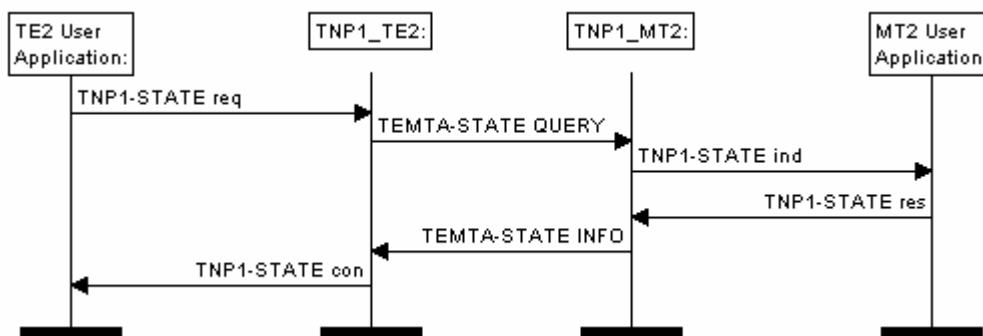 TE2 User
Application:
TNP1_TE2:
TNP1_MT2:
MT2 User
Application
TNP1-STATE req
TEMTA-STATE QUERY
TNP1-STATE ind
TNP1-STATE res
TEMTA-STATE INFO
TNP1-STATE con